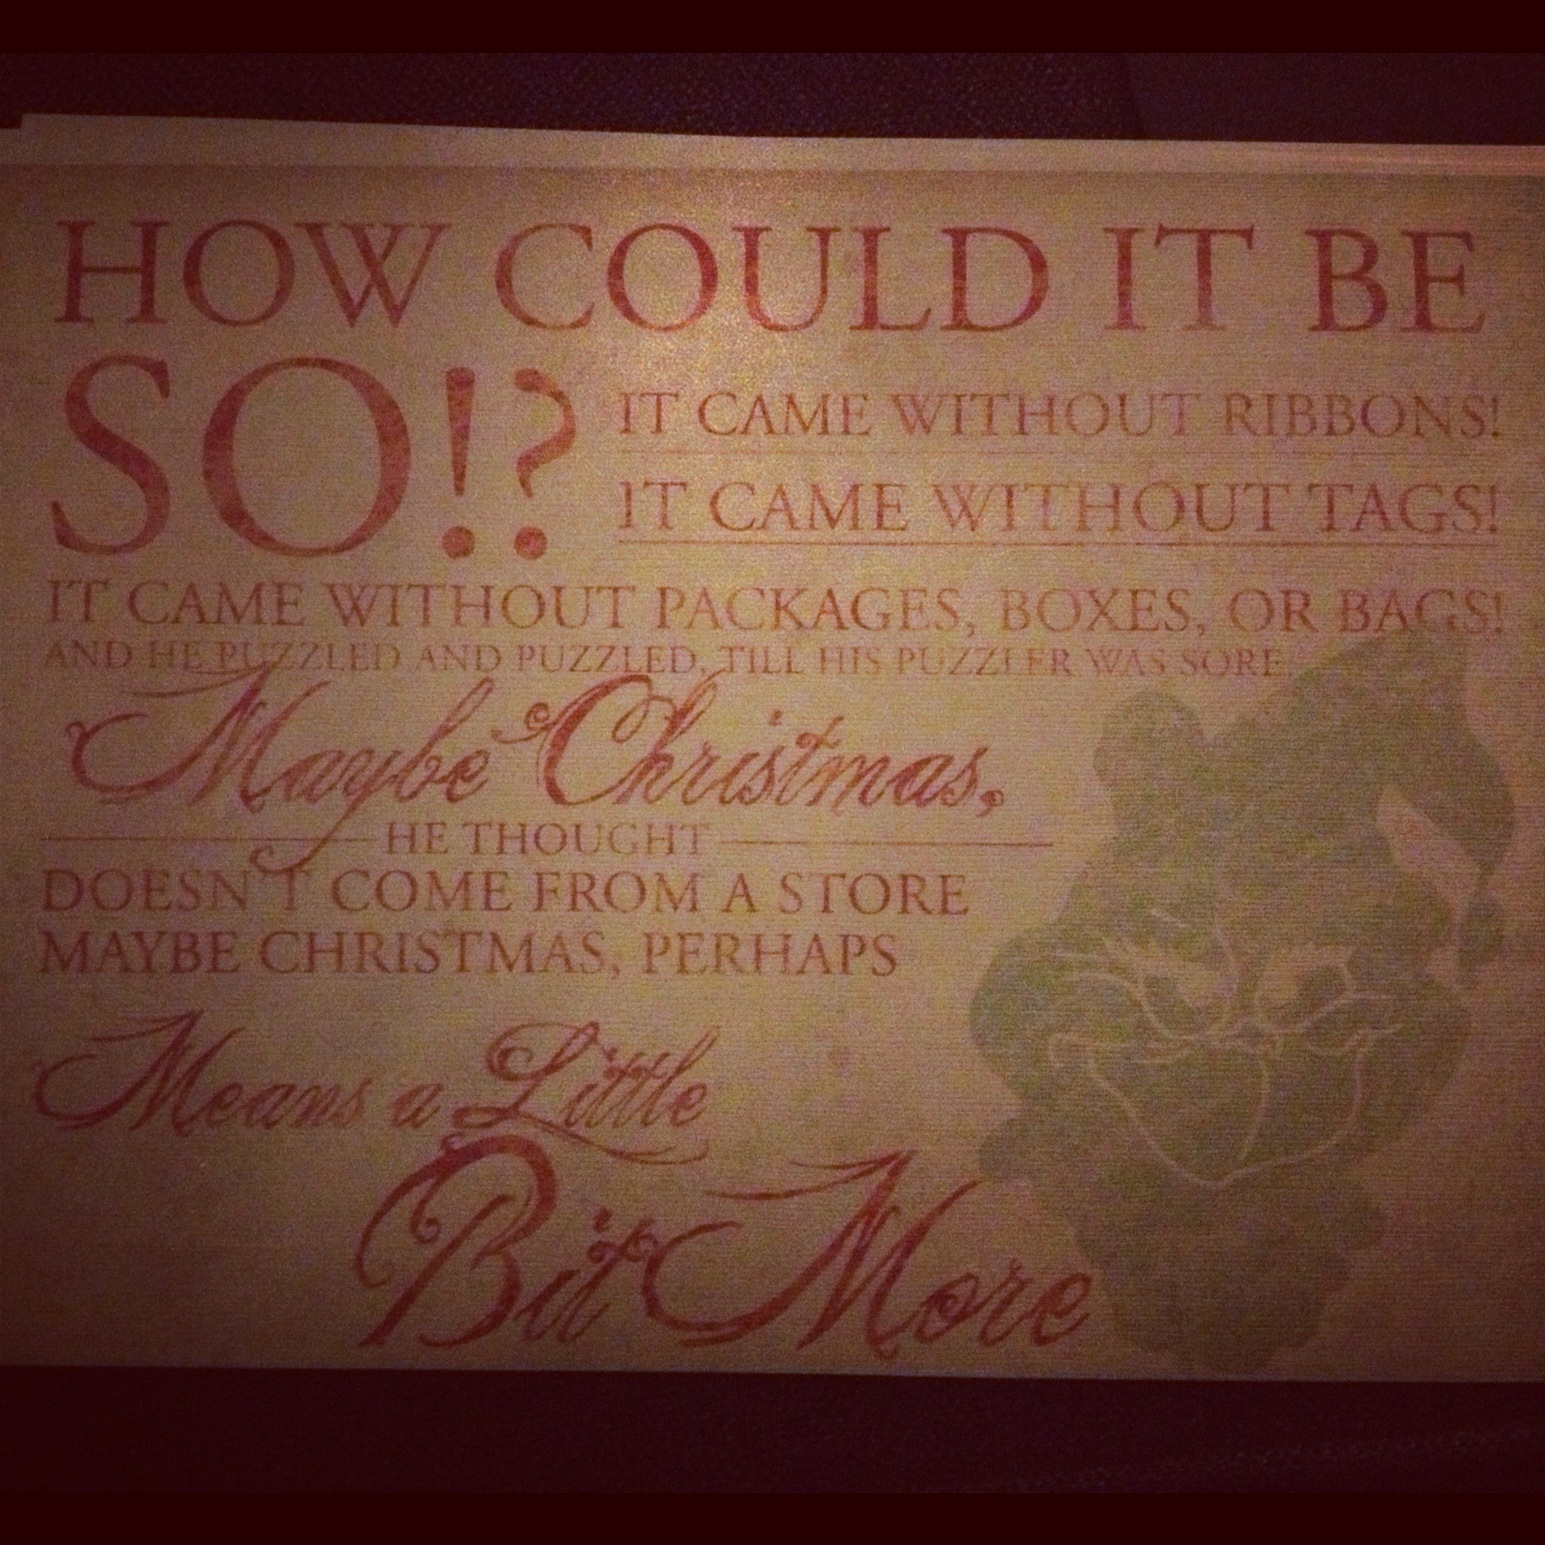 HOW COULD IT BE
SO!?
IT CAME WITHOUT RIBBONS!
IT CAME WITHOUT TAGS!
IT CAME WITHOUT PACKAGES, BOXES, OR BAGS!
AND HE PUZZLED AND PUZZLED, TILL HIS PUZZLER WAS SORE.
Maybe Christmas,
HE THOUGHT
DOESN'T COME FROM A STORE
MAYBE CHRISTMAS, PERHAPS
Means a Little
Bit More